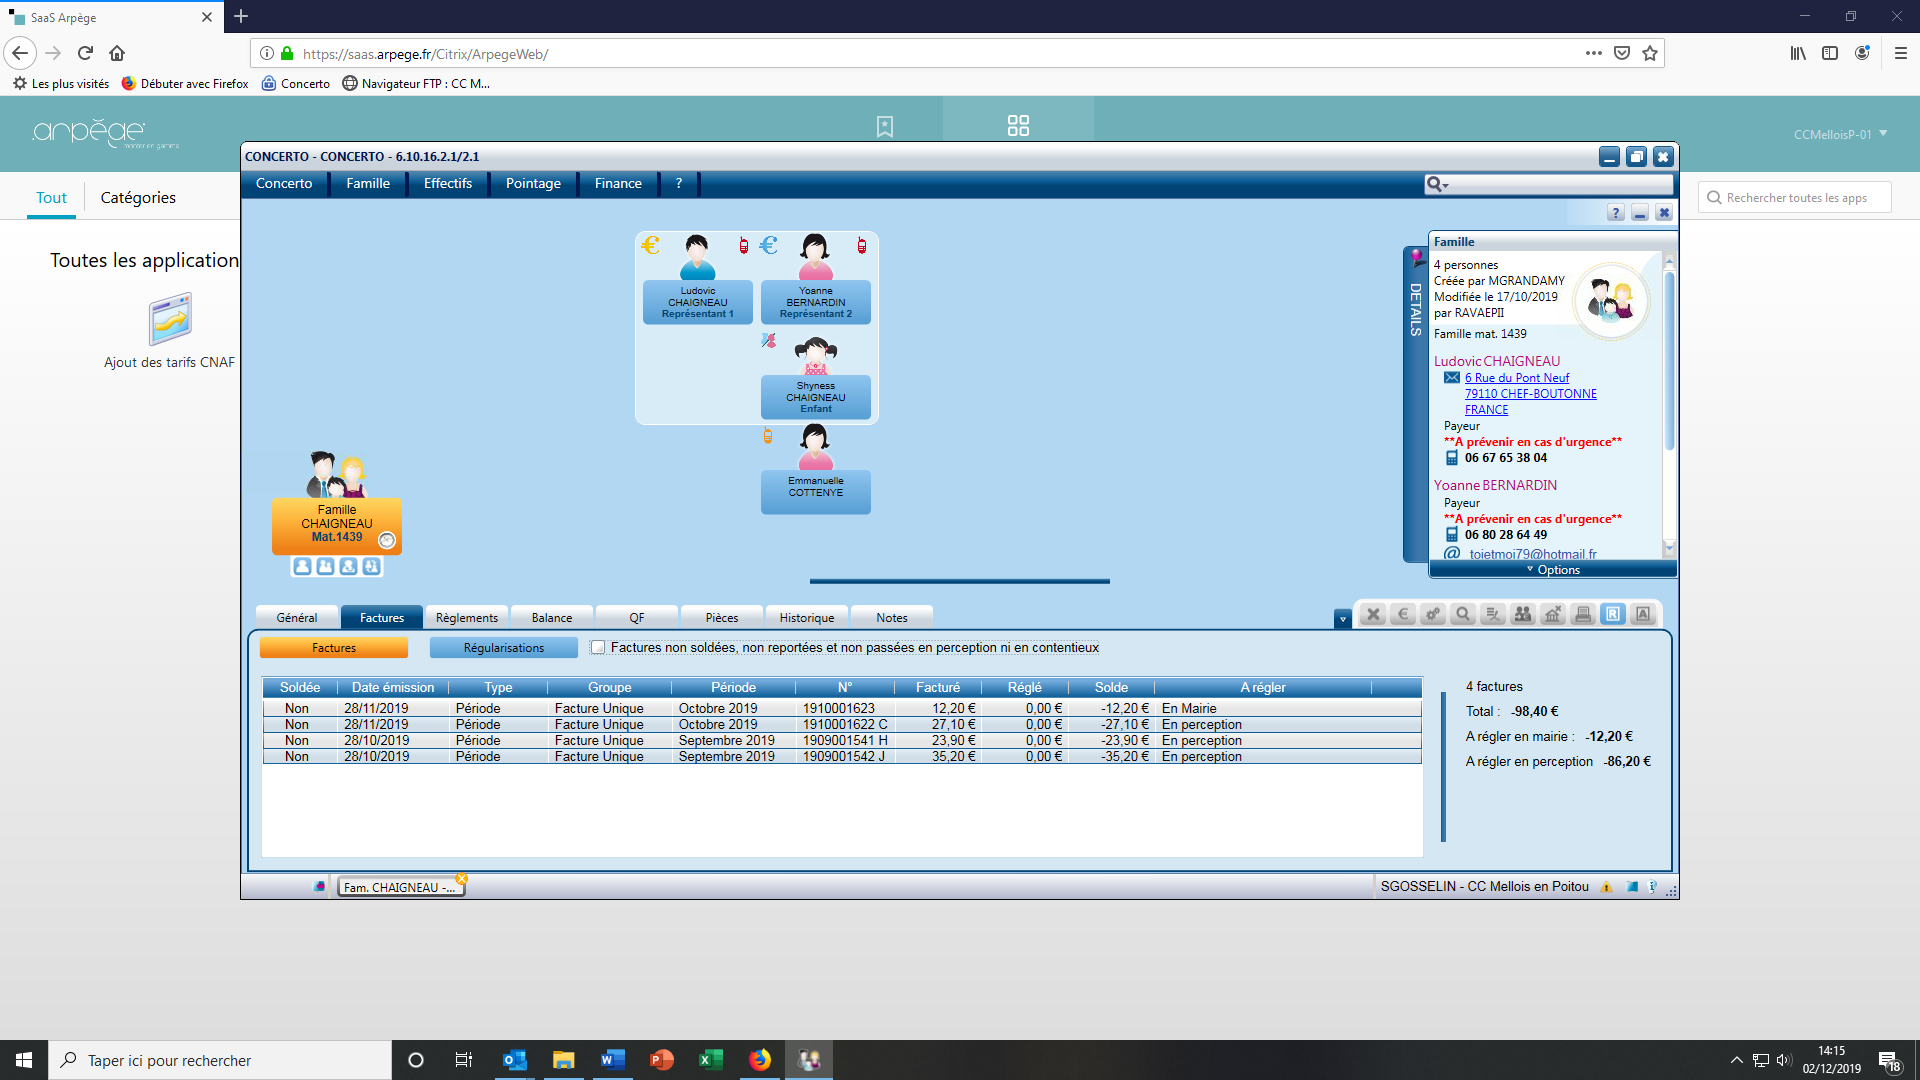 SaaS Arpège
https://saas.arpege.fr/Citrix/ArpegeWeb/
Les plus visités
Débuter avec Firefox
Concerto
Navigateur FTP : CC M...
arpège
CCMelloisP-01
Tout
Catégories
Rechercher toutes les apps
Toutes les application
Ajout des tarifs CNAF
CONCERTO - CONCERTO - 6.10.16.2.1/2.1
Concerto
Famille
Effectifs
Pointage
Finance
?
?
€
Ludovic
CHAIGNEAU
Représentant 1
€
Yoanne
BERNARDIN
Représentant 2
Shyness
CHAIGNEAU
Enfant
Emmanuelle
COTTENYE
Famille
CHAIGNEAU
Mat.1439
DETAILS
Famille
4 personnes
Créée par MGRANDAMY
Modifiée le 17/10/2019
par RAVAEPII
Famille mat. 1439
Ludovic CHAIGNEAU
6 Rue du Pont Neuf
79110 CHEF-BOUTONNE
FRANCE
Payeur
**A prévenir en cas d'urgence**
06 67 65 38 04
Yoanne BERNARDIN
Payeur
**A prévenir en cas d'urgence**
06 80 28 64 49
@ toietmoi79@hotmail.fr
Options
Général
Factures
Règlements
Balance
QF
Pièces
Historique
Notes
€
R
A
Factures
Régularisations
Factures non soldées, non reportées et non passées en perception ni en contentieux
Soldée Date émission Type Groupe Période N° Facturé Réglé Solde A régler
Non 28/11/2019 Période Facture Unique Octobre 2019 1910001623 12,20 € 0,00 € -12,20 € En Mairie
Non 28/11/2019 Période Facture Unique Octobre 2019 1910001622 C 27,10 € 0,00 € -27,10 € En perception
Non 28/10/2019 Période Facture Unique Septembre 2019 1909001541 H 23,90 € 0,00 € -23,90 € En perception
Non 28/10/2019 Période Facture Unique Septembre 2019 1909001542 J 35,20 € 0,00 € -35,20 € En perception
4 factures
Total : -98,40 €
A régler en mairie : -12,20 €
A régler en perception -86,20 €
Fam. CHAIGNEAU -...
SGOSSELIN - CC Mellois en Poitou
Taper ici pour rechercher
14:15
02/12/2019
18